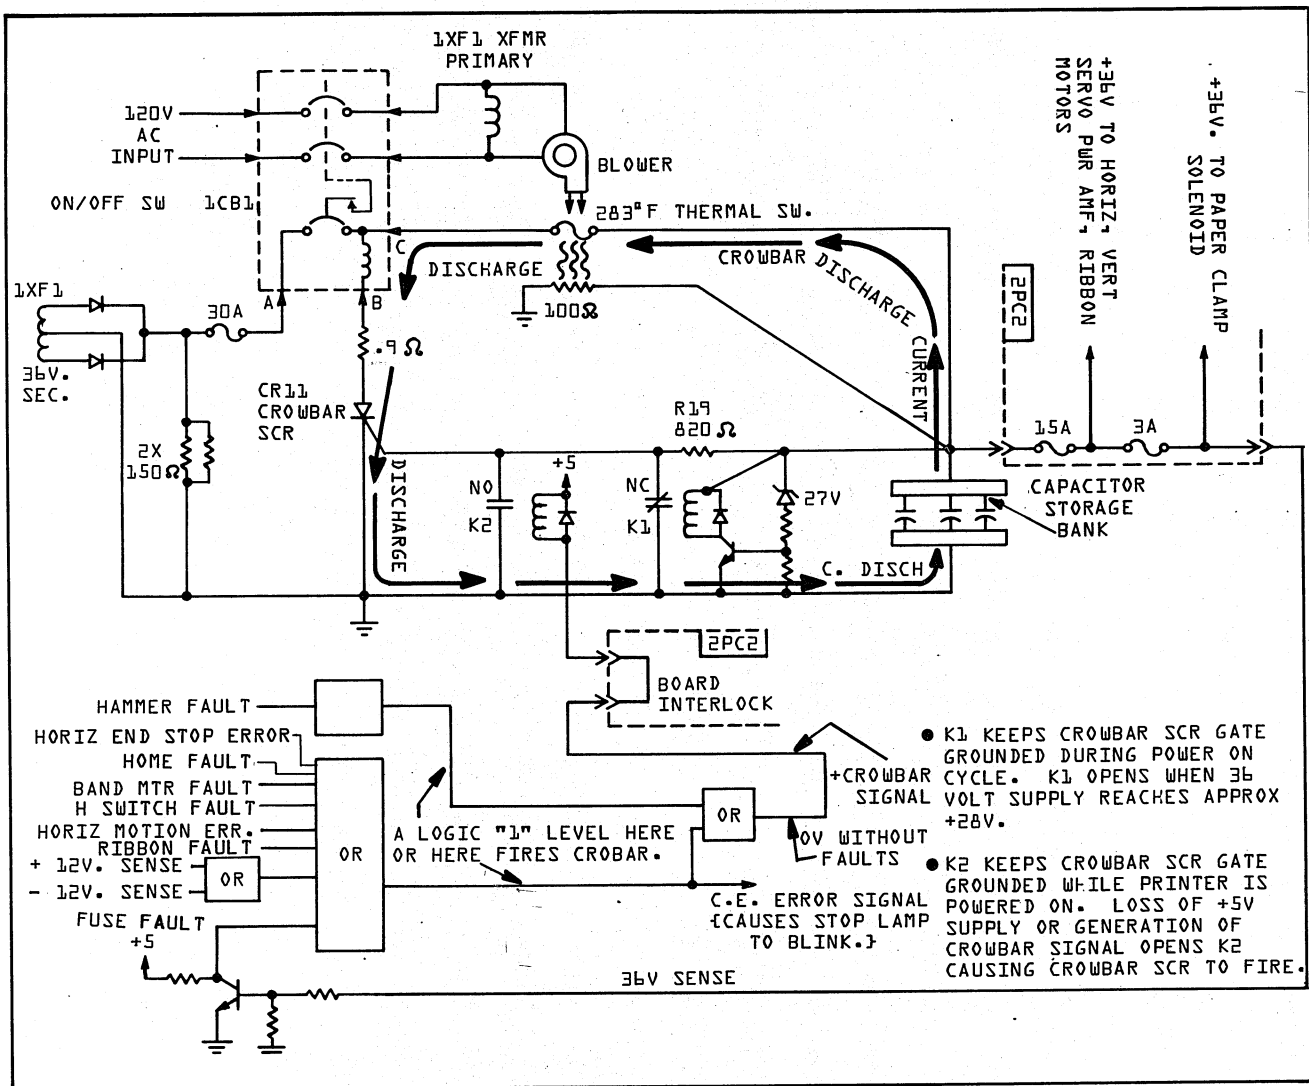 1XF1 XFMR
PRIMARY
120V
AC
INPUT
BLOWER
ON/OFF SW 1CB1
283°F THERMAL SW.
C
DISCHARGE
CROWBAR
DISCHARGE
CURRENT
+36V TO HORIZ, VERT
SERVO PWR AMF, RIBBON
MOTORS
+36V. TO PAPER CLAMP
SOLENOID
2PC2
1XF1
30A
A
B
100Ω
.9 Ω
36V.
SEC.
CR11
CROWBAR
SCR
R19
820 Ω
15A
3A
2X
150Ω
DISCHARGE
+5
NO
K2
NC
K1
27V
CAPACITOR
STORAGE
BANK
C. DISCH
2PC2
BOARD
INTERLOCK
HAMMER FAULT
HORIZ END STOP ERROR
HOME FAULT
BAND MTR FAULT
H SWITCH FAULT
HORIZ MOTION ERR.
RIBBON FAULT
+ 12V. SENSE
- 12V. SENSE
OR
FUSE FAULT
+5
OR
A LOGIC "1" LEVEL HERE
OR HERE FIRES CROBAR.
OR
+CROWBAR
SIGNAL
0V WITHOUT
FAULTS
C.E. ERROR SIGNAL
{CAUSES STOP LAMP
TO BLINK.}
36V SENSE
● K1 KEEPS CROWBAR SCR GATE
GROUNDED DURING POWER ON
CYCLE. K1 OPENS WHEN 36
VOLT SUPPLY REACHES APPROX
+28V.
● K2 KEEPS CROWBAR SCR GATE
GROUNDED WHILE PRINTER IS
POWERED ON. LOSS OF +5V
SUPPLY OR GENERATION OF
CROWBAR SIGNAL OPENS K2
CAUSING CROWBAR SCR TO FIRE.